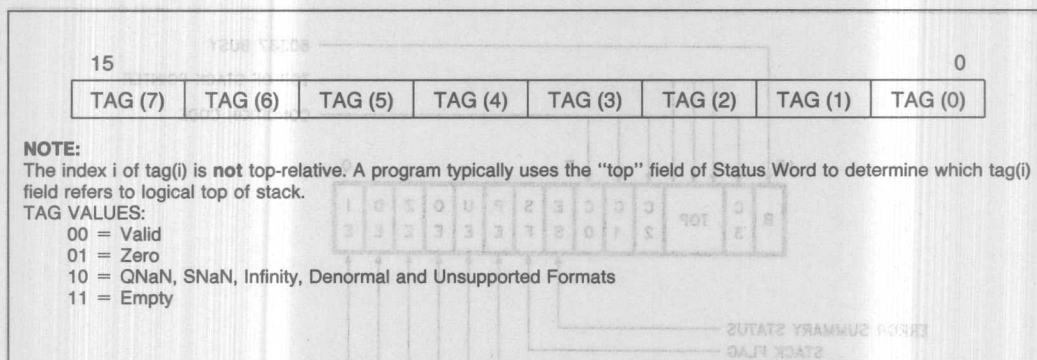 15 0
TAG (7) TAG (6) TAG (5) TAG (4) TAG (3) TAG (2) TAG (1) TAG (0)
NOTE:
The index i of tag(i) is not top-relative. A program typically uses the "top" field of Status Word to determine which tag(i)
field refers to logical top of stack.
TAG VALUES:
00 = Valid
01 = Zero
10 = QNaN, SNaN, Infinity, Denormal and Unsupported Formats
11 = Empty